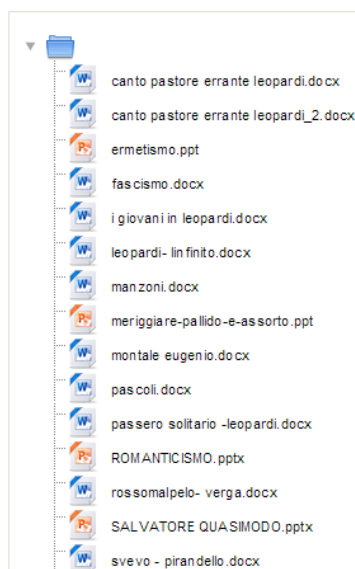 canto pastore errante leopardi.docx
canto pastore errante leopardi_2.docx
ermetismo.ppt
fascismo.docx
i giovani in leopardi.docx
leopardi- linfinito.docx
manzoni.docx
meriggiare-pallido-e-assorto.ppt
montale eugenio.docx
pascoli.docx
passero solitario -leopardi.docx
ROMANTICISMO.pptx
rossomalpelo- verga.docx
SALVATORE QUASIMODO.pptx
svevo - pirandello.docx